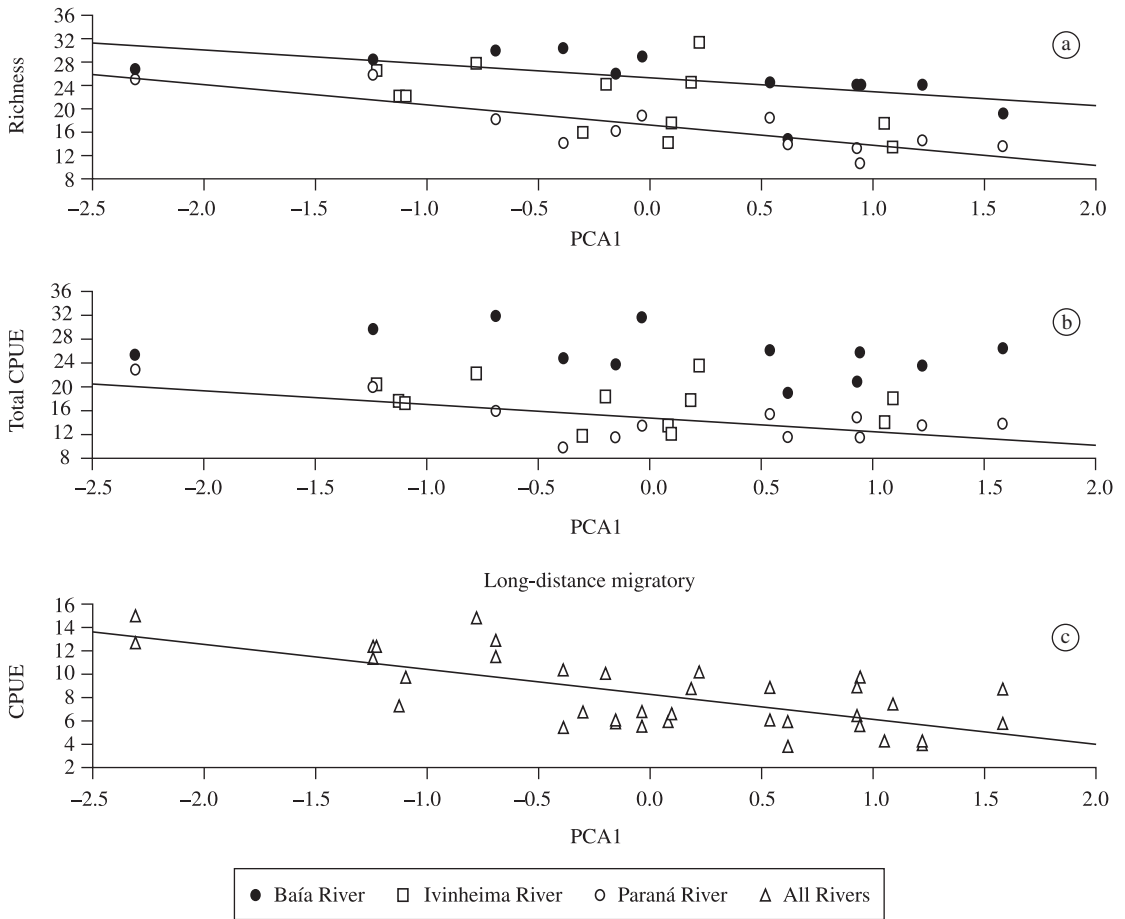 36
32
28
24
20
16
12
8
Richness
a
−2.5 −2.0 −1.5 −1.0 −0.5 0.0 0.5 1.0 1.5 2.0
PCA1
36
32
28
24
20
16
12
8
Total CPUE
b
−2.5 −2.0 −1.5 −1.0 −0.5 0.0 0.5 1.0 1.5 2.0
PCA1
Long-distance migratory
16
14
12
10
8
6
4
2
CPUE
c
−2.5 −2.0 −1.5 −1.0 −0.5 0.0 0.5 1.0 1.5 2.0
PCA1
Baía River Ivinheima River Paraná River All Rivers